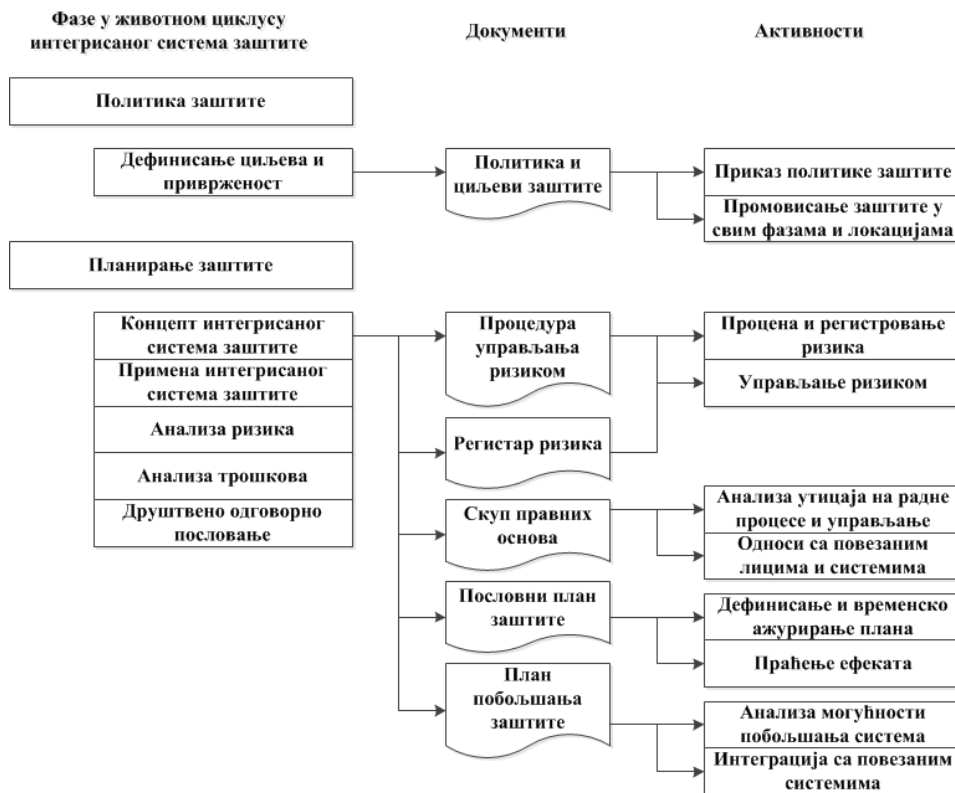 Фазе у животном циклусу
интегрисаног система заштите
Документи
Активности
Политика заштите
Дефинисање циљева и
приврженост
Политика и
циљеви заштите
Приказ политике заштите
Промовисање заштите у
свим фазама и локацијама
Планирање заштите
Концепт интегрисаног
система заштите
Примена интегрисаног
система заштите
Анализа ризика
Анализа трошкова
Друштвено одговорно
пословање
Процедура
управљања
ризиком
Регистар ризика
Скуп правних
основа
Пословни план
заштите
План
побољшања
заштите
Процена и регистровање
ризика
Управљање ризиком
Анализа утицаја на радне
процесе и управљање
Односи са повезаним
лицима и системима
Дефинисање и временско
ажурирање плана
Праћење ефеката
Анализа могућности
побољшања система
Интеграција са повезаним
системима